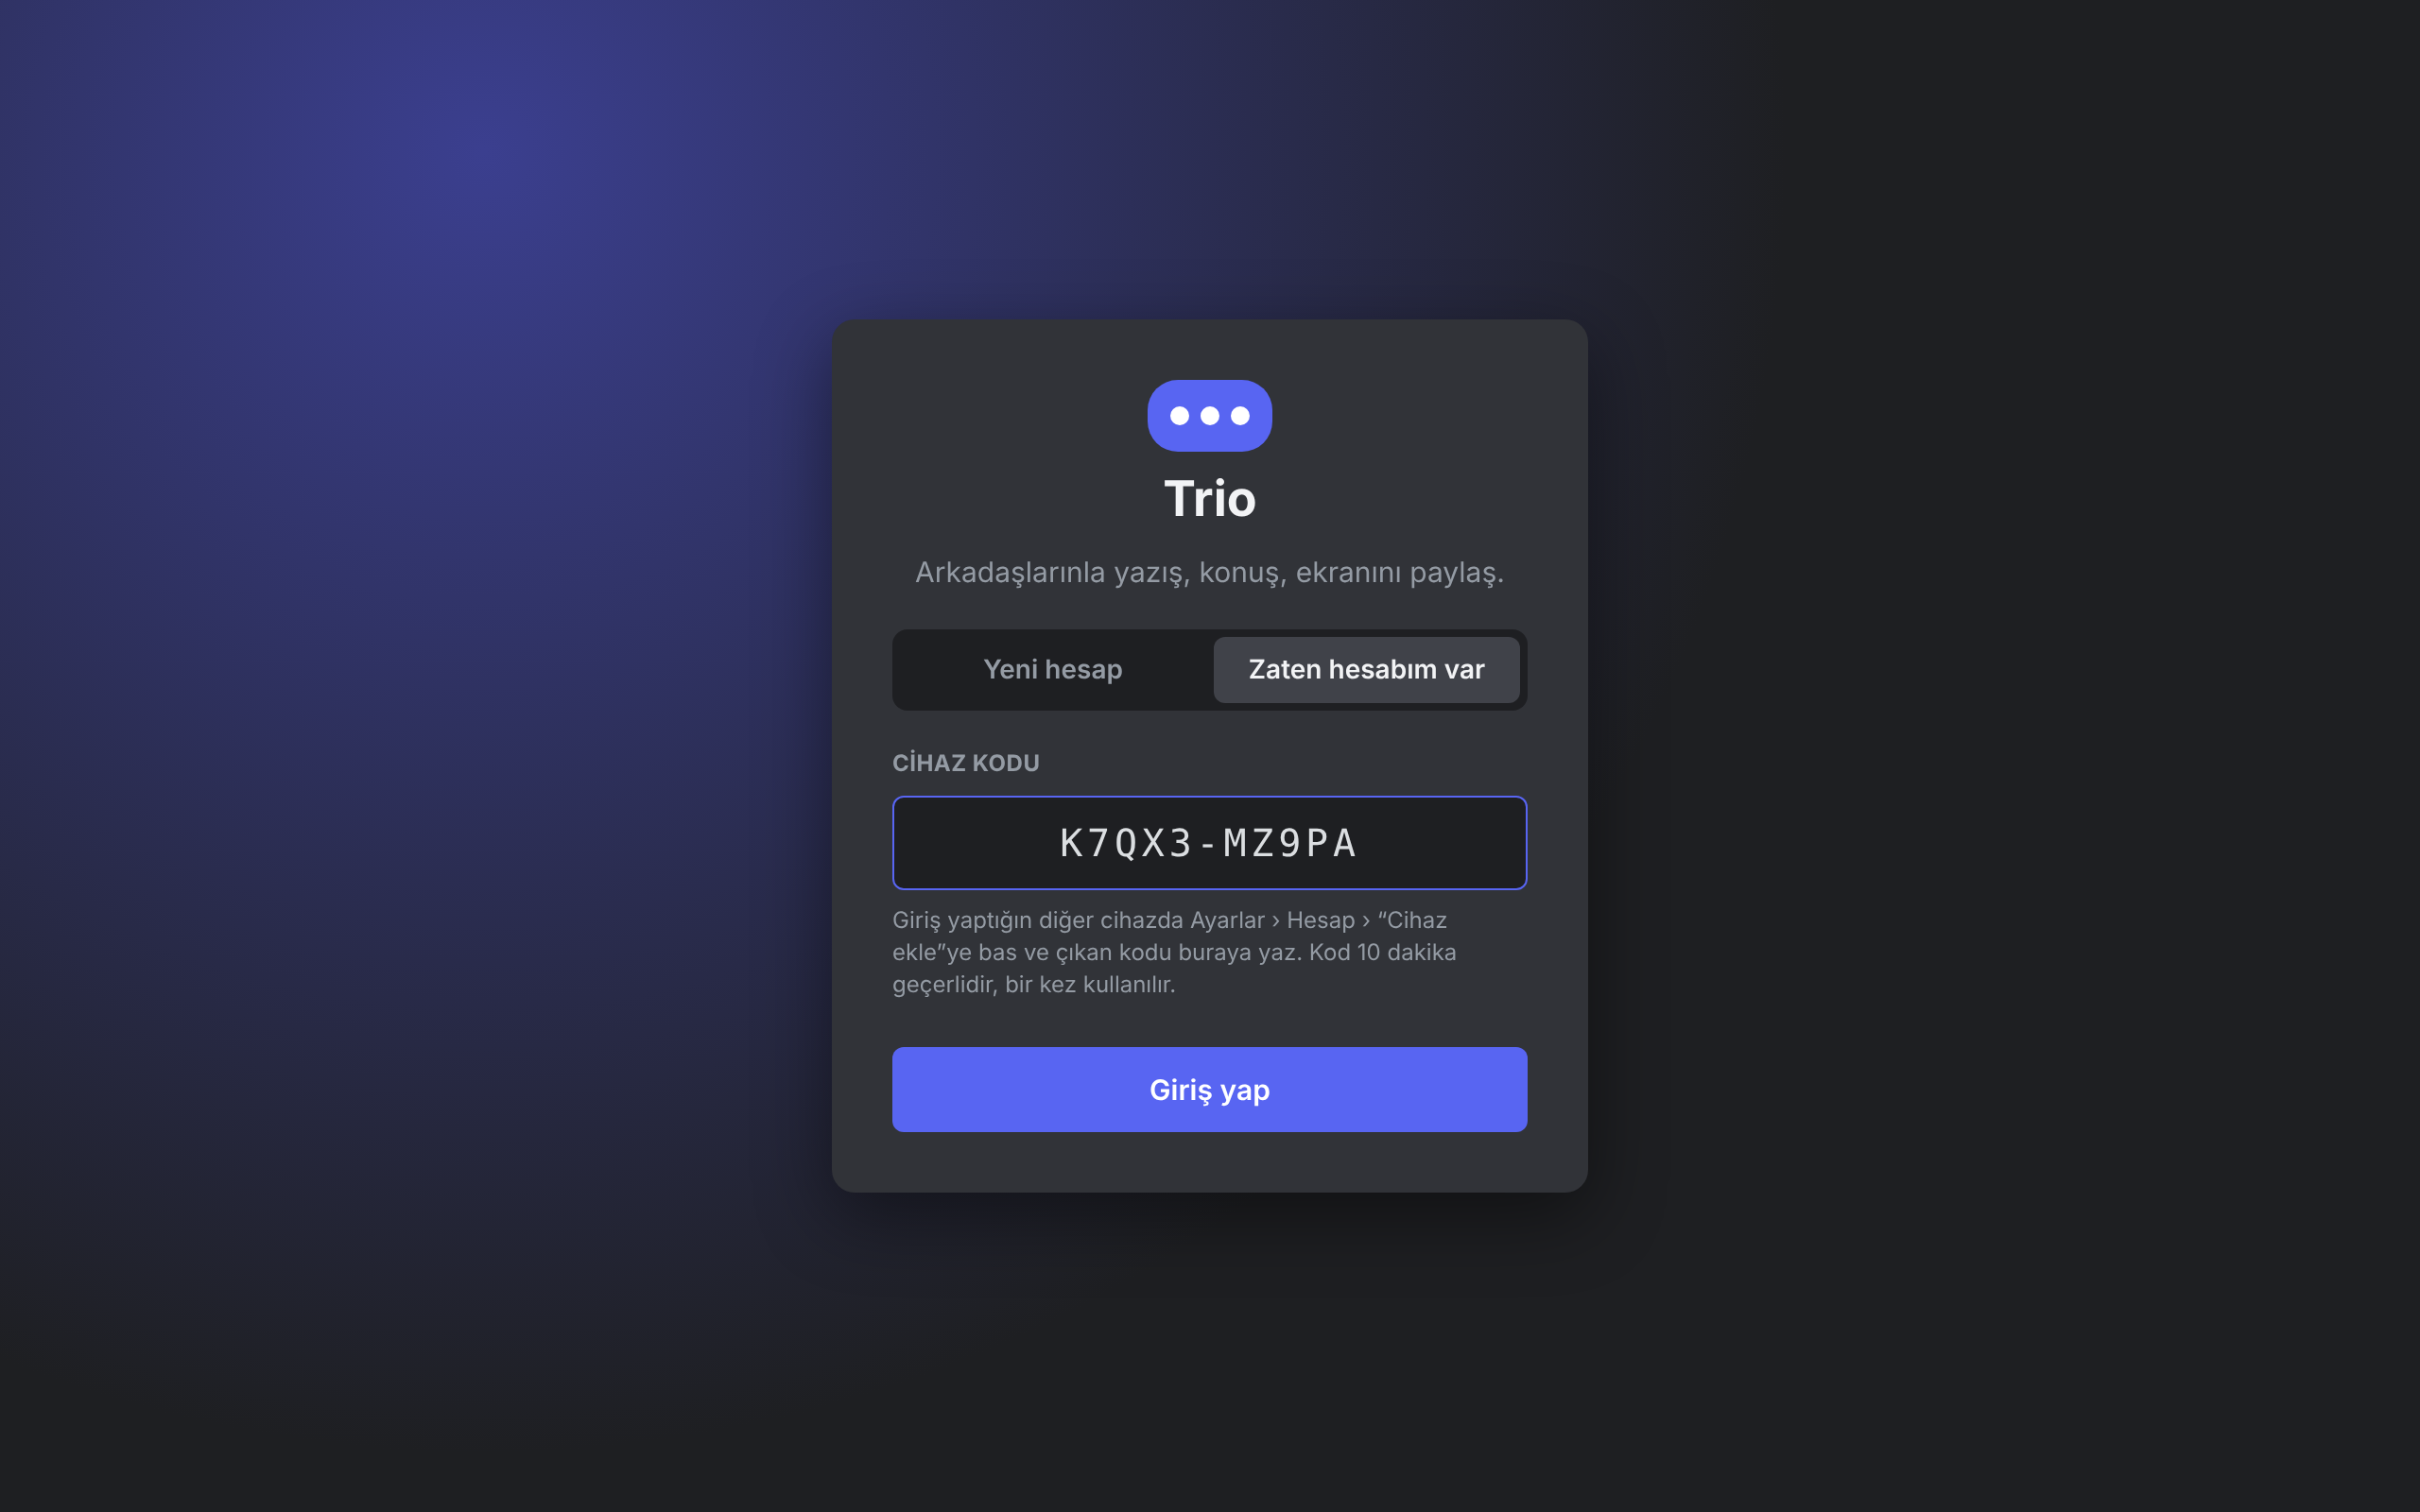 Trio
Arkadaşlarınla yazış, konuş, ekranını paylaş.
Yeni hesap
Zaten hesabım var
CİHAZ KODU
K7QX3-MZ9PA
Giriş yaptığın diğer cihazda Ayarlar › Hesap › “Cihaz
ekle”ye bas ve çıkan kodu buraya yaz. Kod 10 dakika
geçerlidir, bir kez kullanılır.
Giriş yap